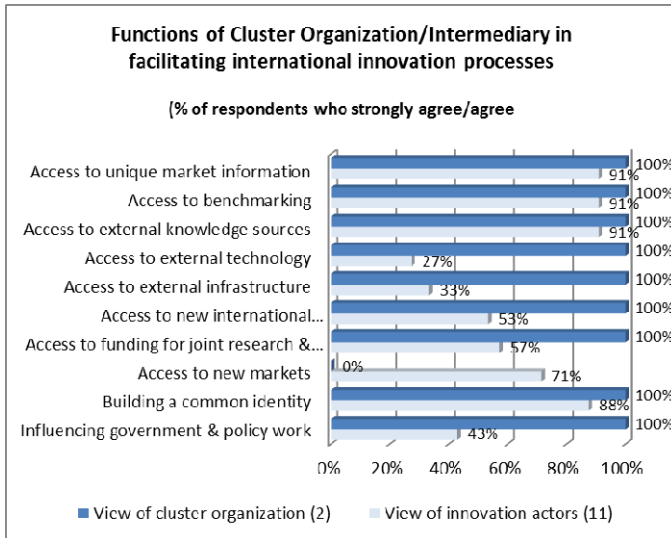 Functions of Cluster Organization/Intermediary in
facilitating international innovation processes
(% of respondents who strongly agree/agree
Access to unique market information 100%
91%
Access to benchmarking 100%
91%
Access to external knowledge sources 100%
91%
Access to external technology 100%
27%
Access to external infrastructure 100%
33%
Access to new international... 100%
53%
Access to funding for joint research &... 100%
57%
Access to new markets 0%
71%
Building a common identity 100%
88%
Influencing government & policy work 100%
43%
0% 20% 40% 60% 80% 100%
View of cluster organization (2) View of innovation actors (11)